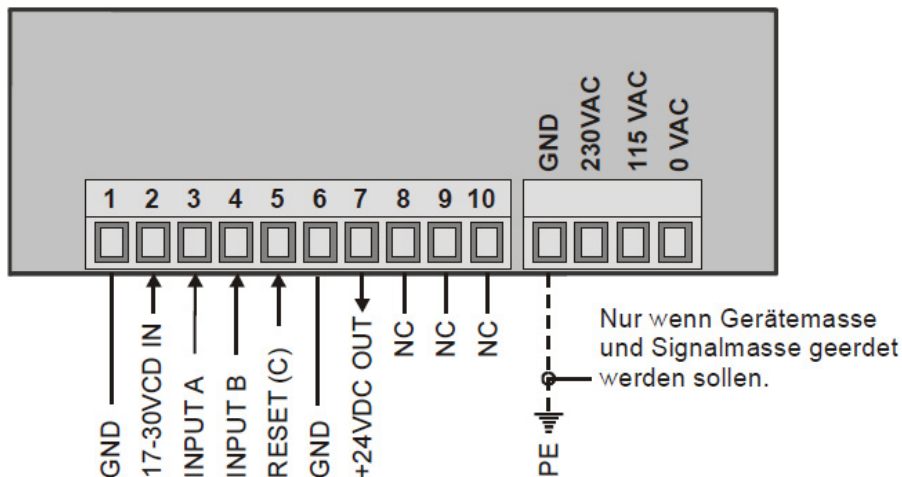 GND
230VAC
115 VAC
0 VAC
1 2 3 4 5 6 7 8 9 10
GND
17-30VCD IN
INPUT A
INPUT B
RESET (C)
GND
+24VDC OUT
NC
NC
NC
PE
Nur wenn Gerätemasse
und Signalmasse geerdet
werden sollen.